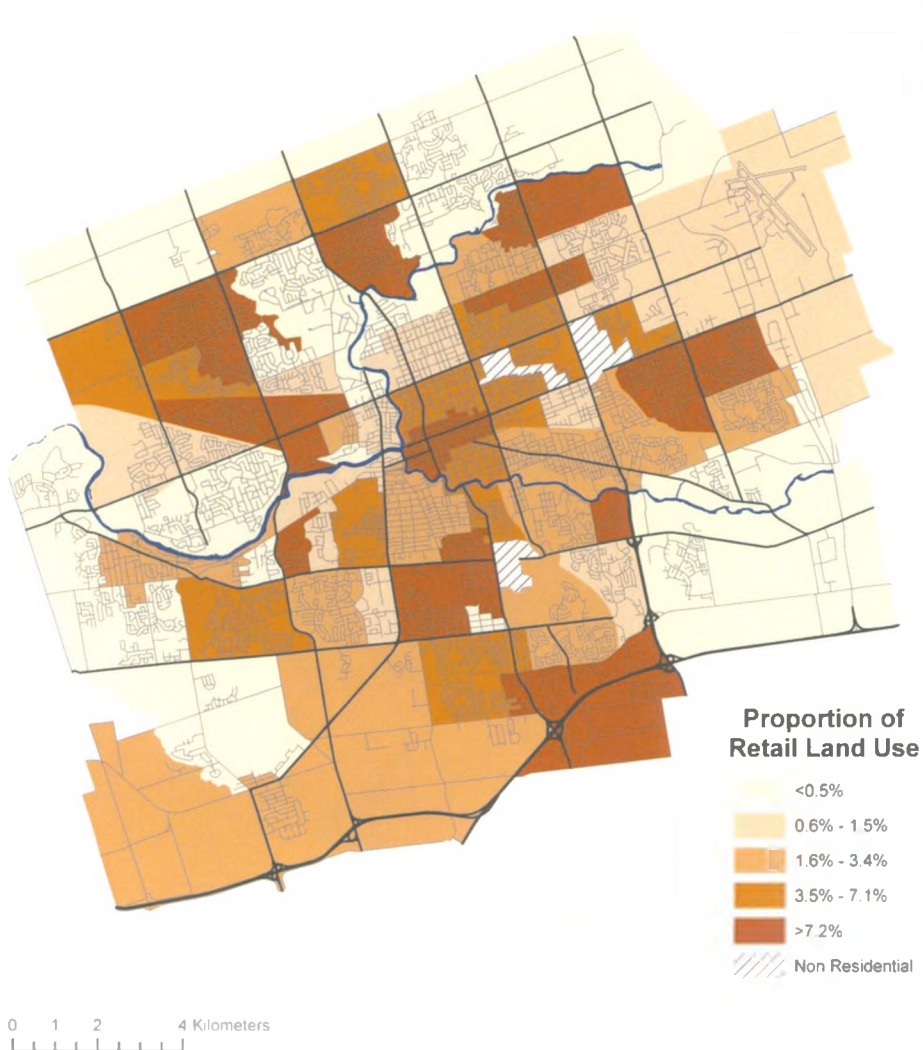 Proportion of
Retail Land Use
<0.5%
0.6% - 1.5%
1.6% - 3.4%
3.5% - 7.1%
>7.2%
Non Residential
0 1 2 4 Kilometers